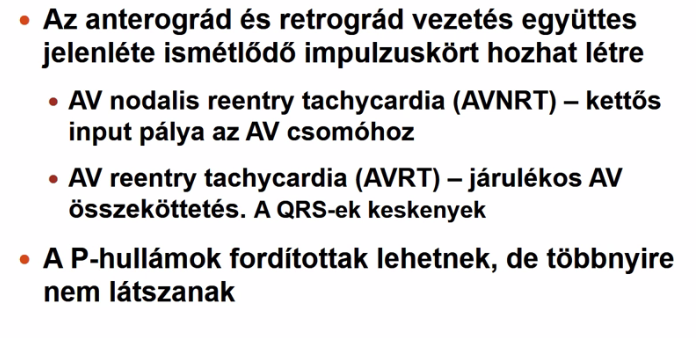 • Az anterográd és retrográd vezetés együttes
jelenléte ismétlődő impulzuskört hozhat létre
• AV nodalis reentry tachycardia (AVNRT) – kettős
input pálya az AV csomóhoz
• AV reentry tachycardia (AVRT) – járulékos AV
összeköttetés. A QRS-ek keskenyek
• A P-hullámok fordítottak lehetnek, de többnyire
nem látszanak